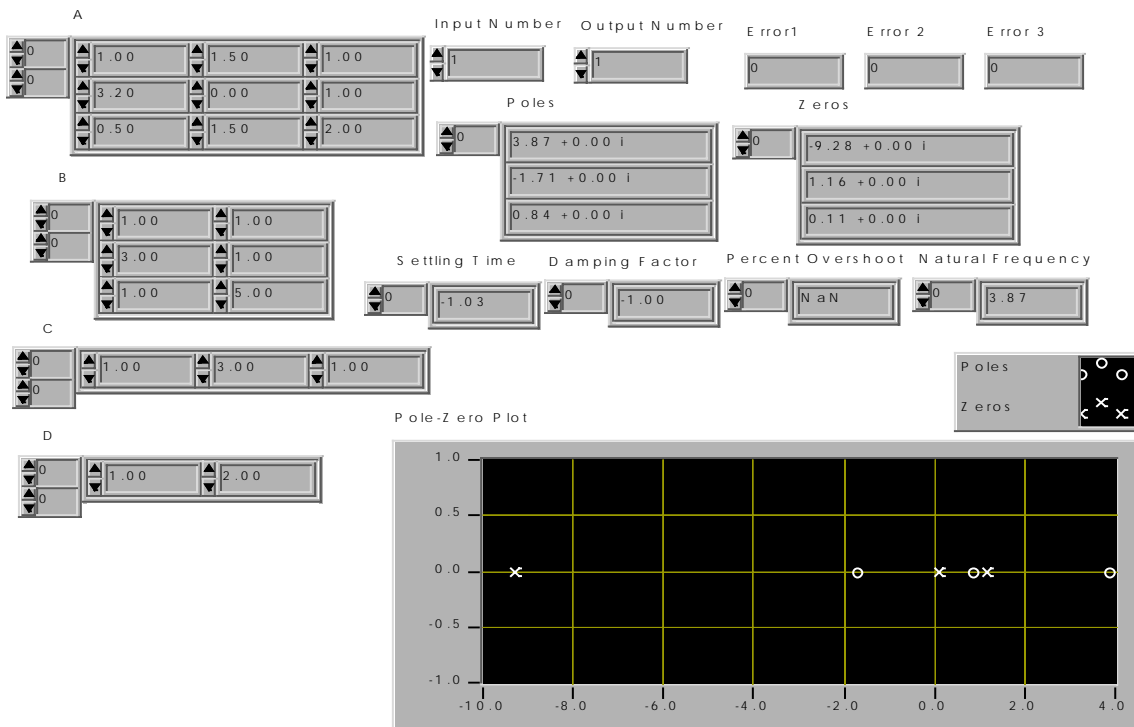 A
0
0
1.00 1.50 1.00
3.20 0.00 1.00
0.50 1.50 2.00
Input Number
1
Output Number
1
Error1
0
Error 2
0
Error 3
0
Poles
0
3.87 +0.00 i
-1.71 +0.00 i
0.84 +0.00 i
Zeros
0
-9.28 +0.00 i
1.16 +0.00 i
0.11 +0.00 i
B
0
0
1.00 1.00
3.00 1.00
1.00 5.00
Settling Time
0
-1.03
Damping Factor
0
-1.00
Percent Overshoot
0
NaN
Natural Frequency
0
3.87
C
0
0
1.00 3.00 1.00
D
0
0
1.00 2.00
Poles
Zeros
Pole-Zero Plot
1.0
0.5
0.0
-0.5
-1.0
-10.0 -8.0 -6.0 -4.0 -2.0 0.0 2.0 4.0